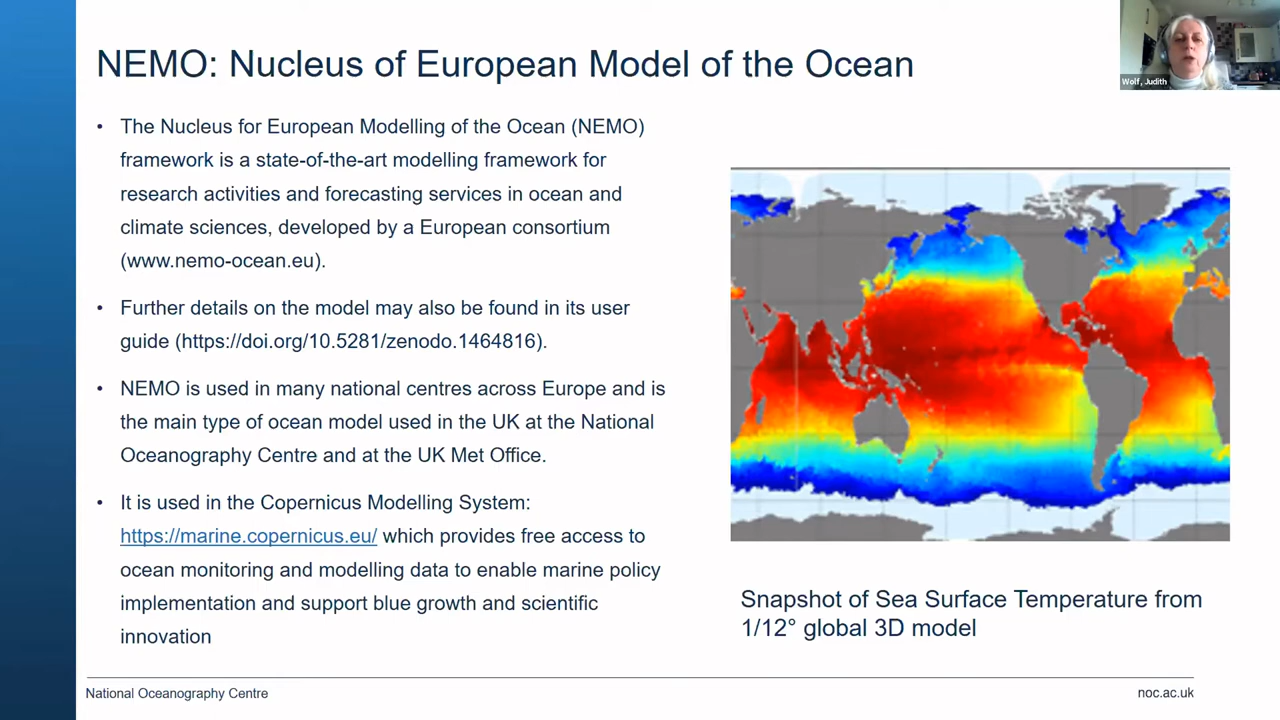 NEMO: Nucleus of European Model of the Ocean
Wolf, Judith
• The Nucleus for European Modelling of the Ocean (NEMO)
framework is a state-of-the-art modelling framework for
research activities and forecasting services in ocean and
climate sciences, developed by a European consortium
(www.nemo-ocean.eu).
• Further details on the model may also be found in its user
guide (https://doi.org/10.5281/zenodo.1464816).
• NEMO is used in many national centres across Europe and is
the main type of ocean model used in the UK at the National
Oceanography Centre and at the UK Met Office.
• It is used in the Copernicus Modelling System:
https://marine.copernicus.eu/ which provides free access to
ocean monitoring and modelling data to enable marine policy
implementation and support blue growth and scientific
innovation
Snapshot of Sea Surface Temperature from
1/12° global 3D model
National Oceanography Centre
noc.ac.uk